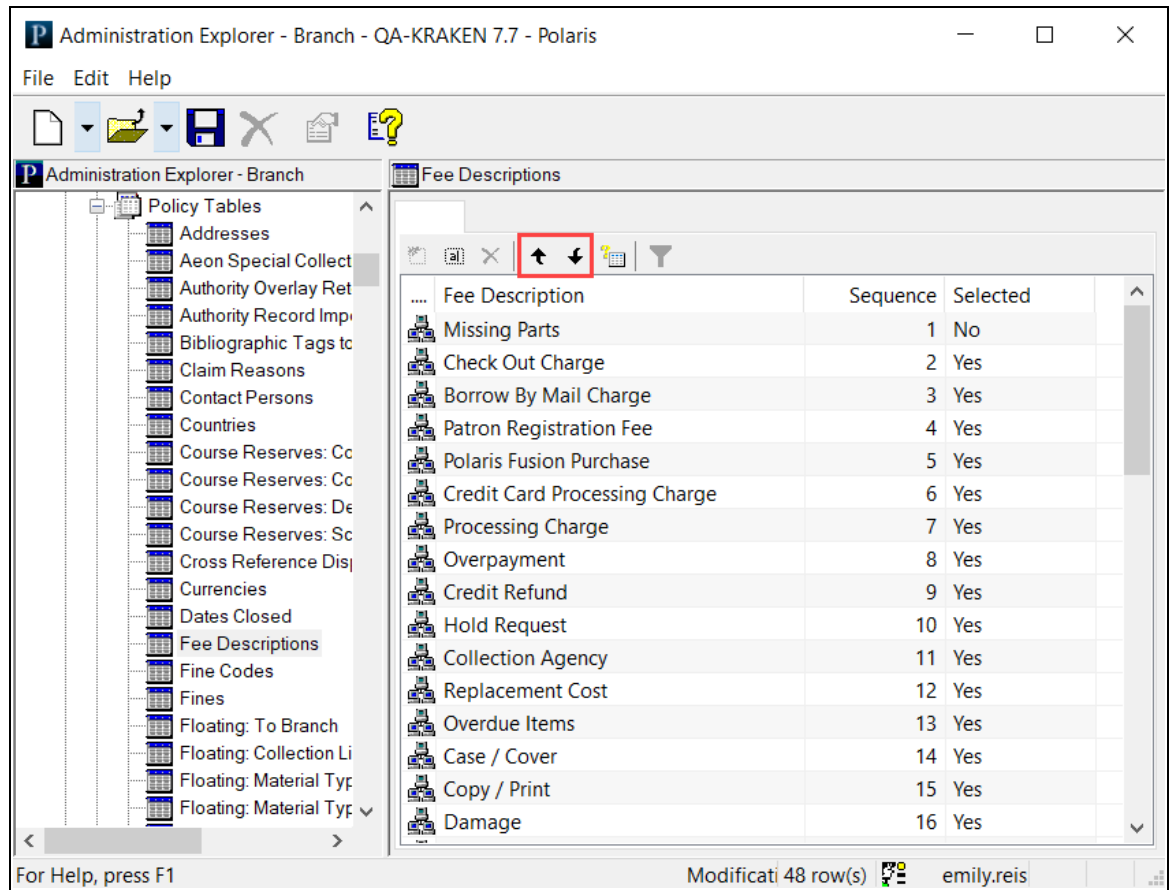 Administration Explorer - Branch - QA-KRAKEN 7.7 - Polaris
File Edit Help
Administration Explorer - Branch
Fee Descriptions
Policy Tables
Addresses
Aeon Special Collect
Authority Overlay Ret
Authority Record Imp
Bibliographic Tags to
Claim Reasons
Contact Persons
Countries
Course Reserves: Co
Course Reserves: Co
Course Reserves: De
Course Reserves: Sc
Cross Reference Disp
Currencies
Dates Closed
Fee Descriptions
Fine Codes
Fines
Floating: To Branch
Floating: Collection Li
Floating: Material Typ
Floating: Material Typ
.... Fee Description Sequence Selected
Missing Parts 1 No
Check Out Charge 2 Yes
Borrow By Mail Charge 3 Yes
Patron Registration Fee 4 Yes
Polaris Fusion Purchase 5 Yes
Credit Card Processing Charge 6 Yes
Processing Charge 7 Yes
Overpayment 8 Yes
Credit Refund 9 Yes
Hold Request 10 Yes
Collection Agency 11 Yes
Replacement Cost 12 Yes
Overdue Items 13 Yes
Case / Cover 14 Yes
Copy / Print 15 Yes
Damage 16 Yes
For Help, press F1 Modificati 48 row(s) emily.reis